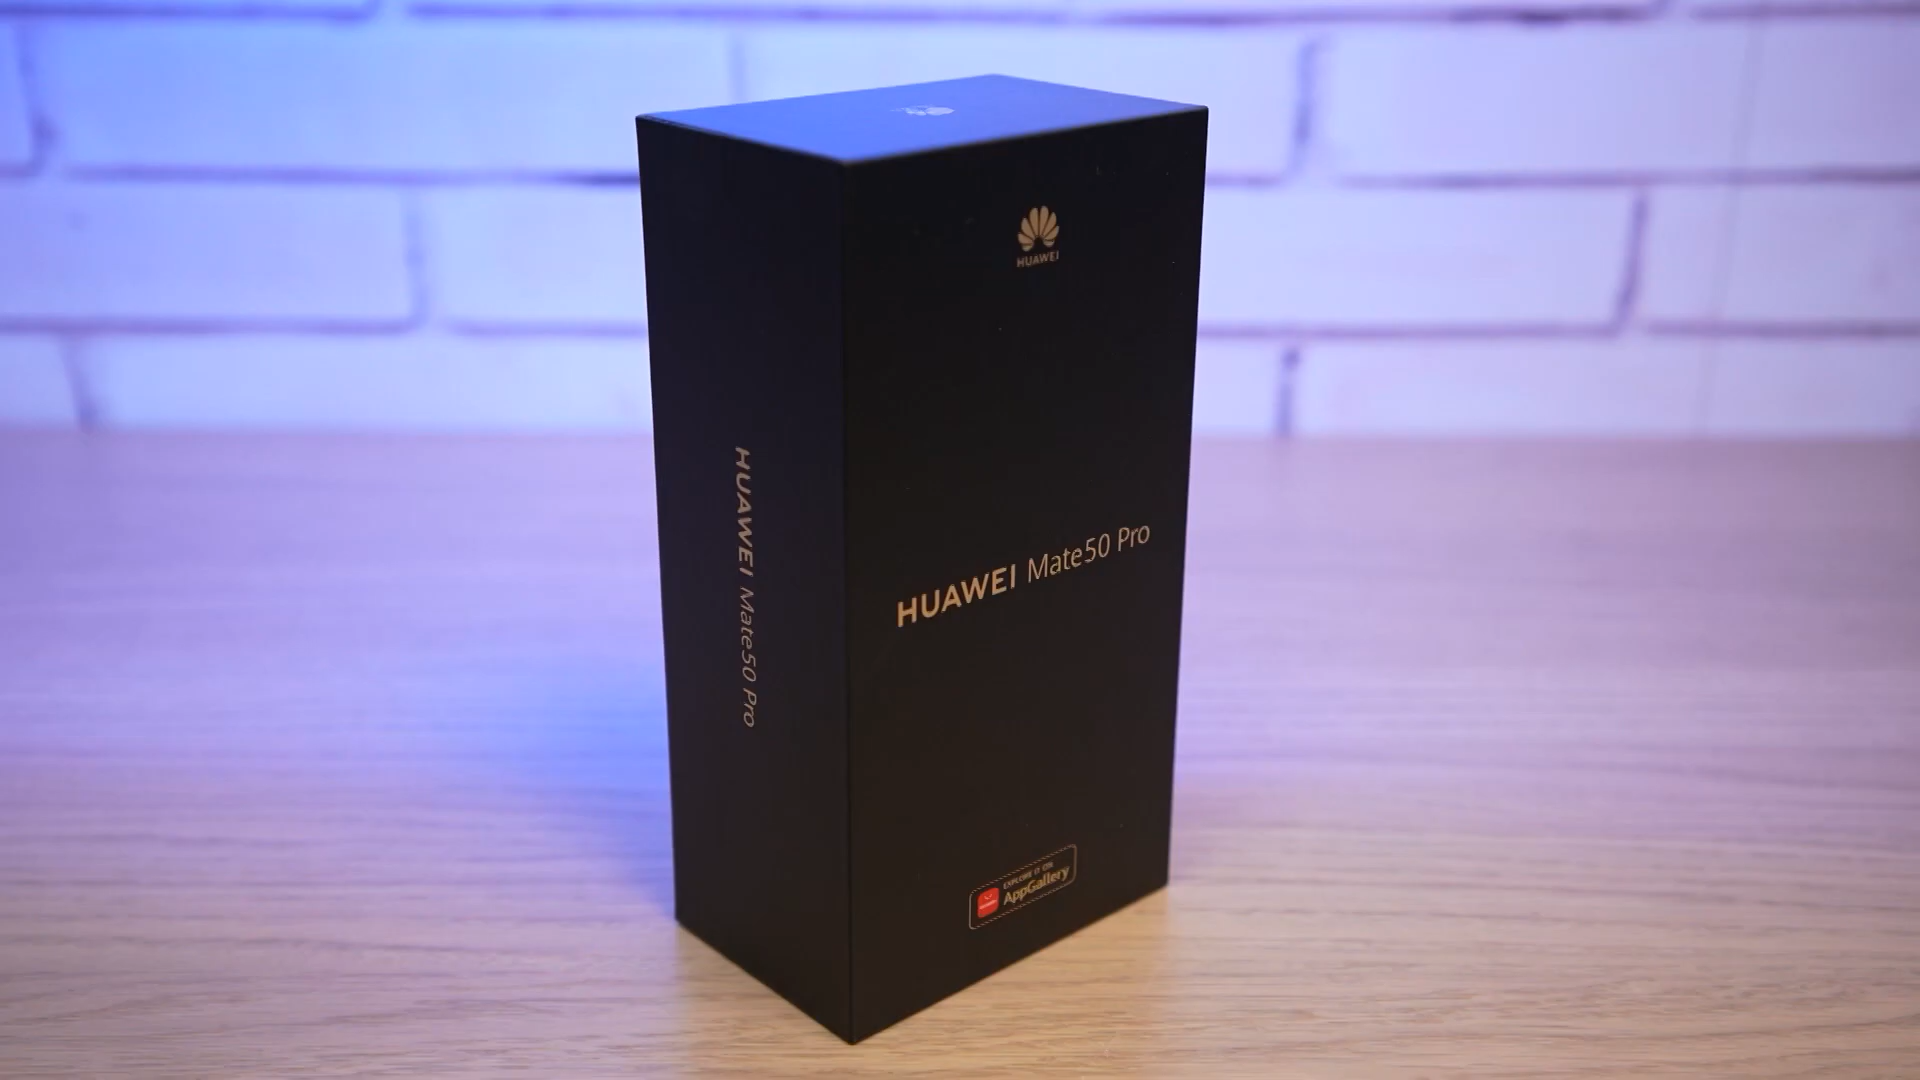 HUAWEI
HUAWEI Mate50 Pro
HUAWEI Mate50 Pro
EXPLORE IT ON
AppGallery